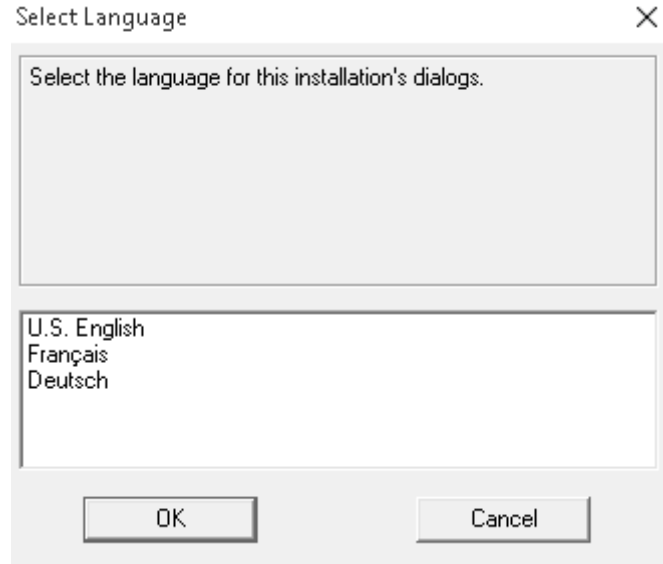 Select Language
Select the language for this installation's dialogs.
U.S. English
Français
Deutsch
OK
Cancel